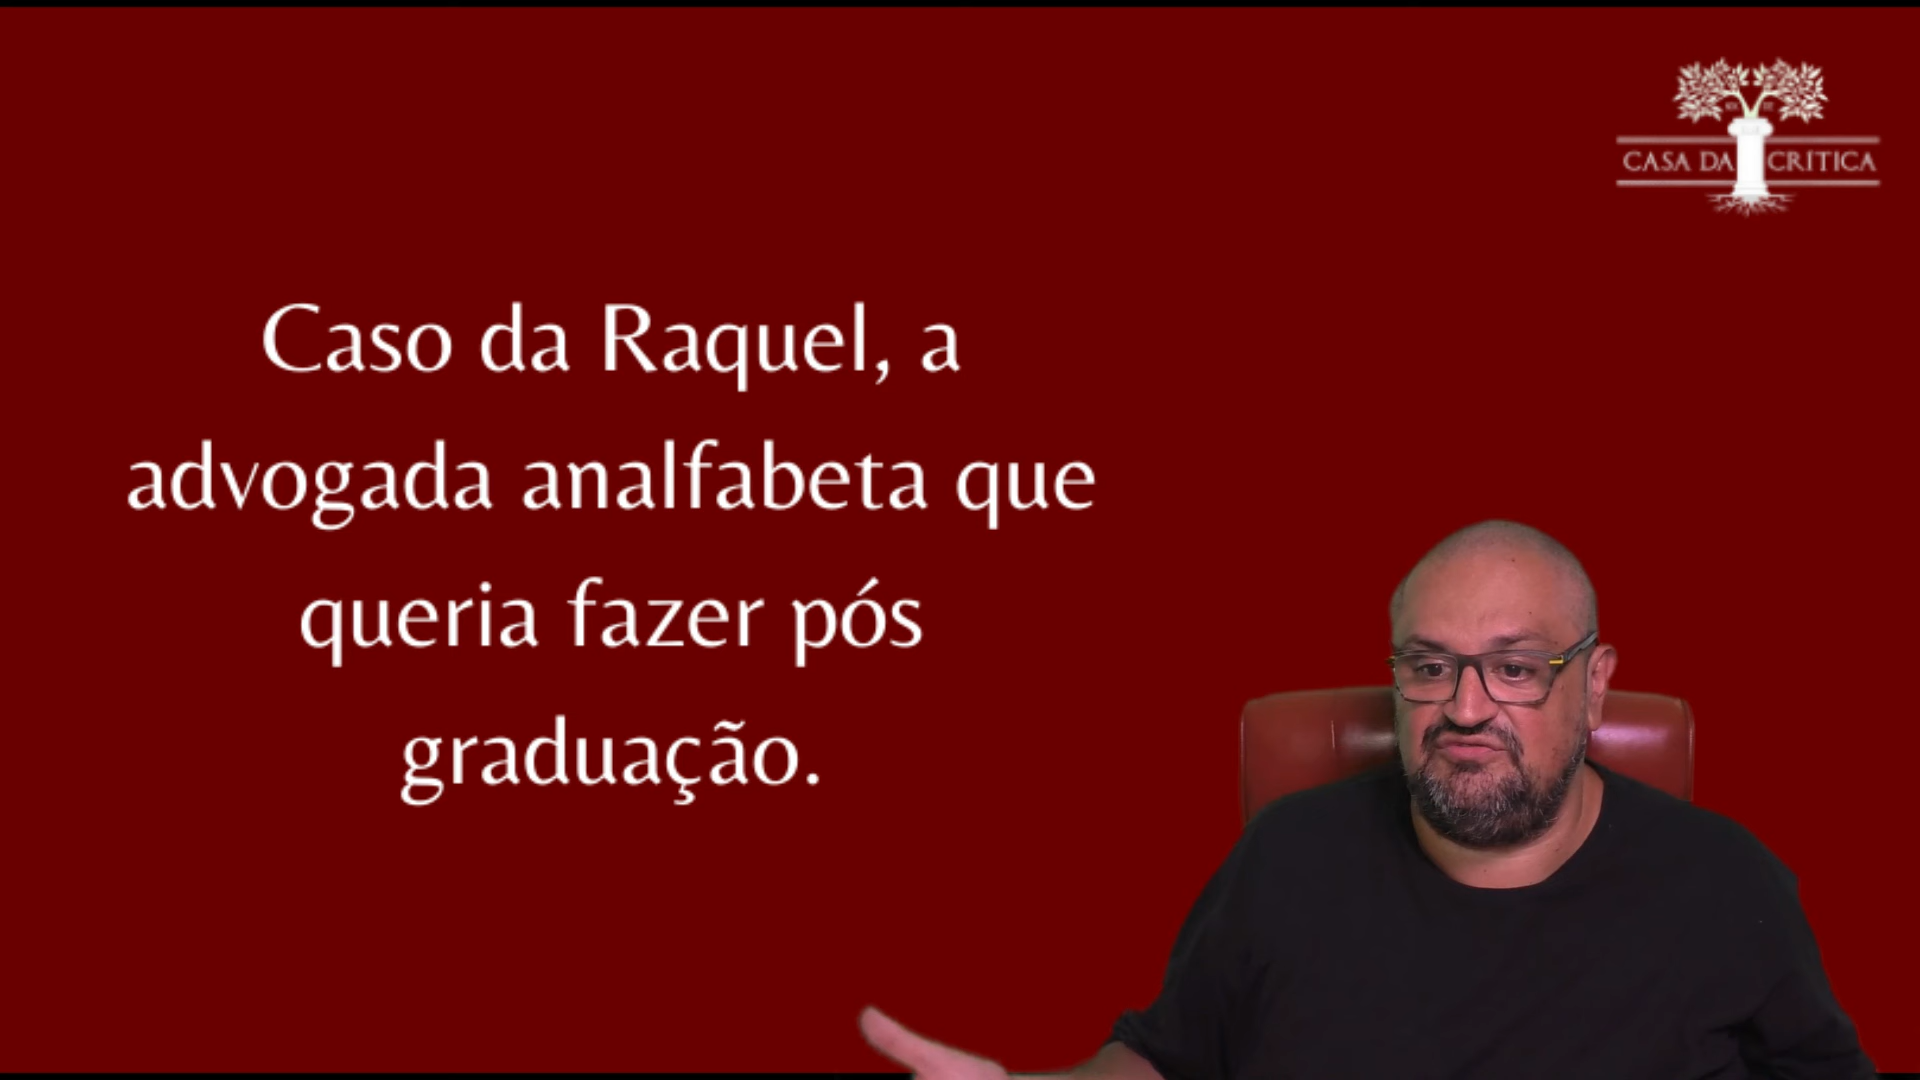 CASA DA CRÍTICA
Caso da Raquel, a
advogada analfabeta que
queria fazer pós
graduação.